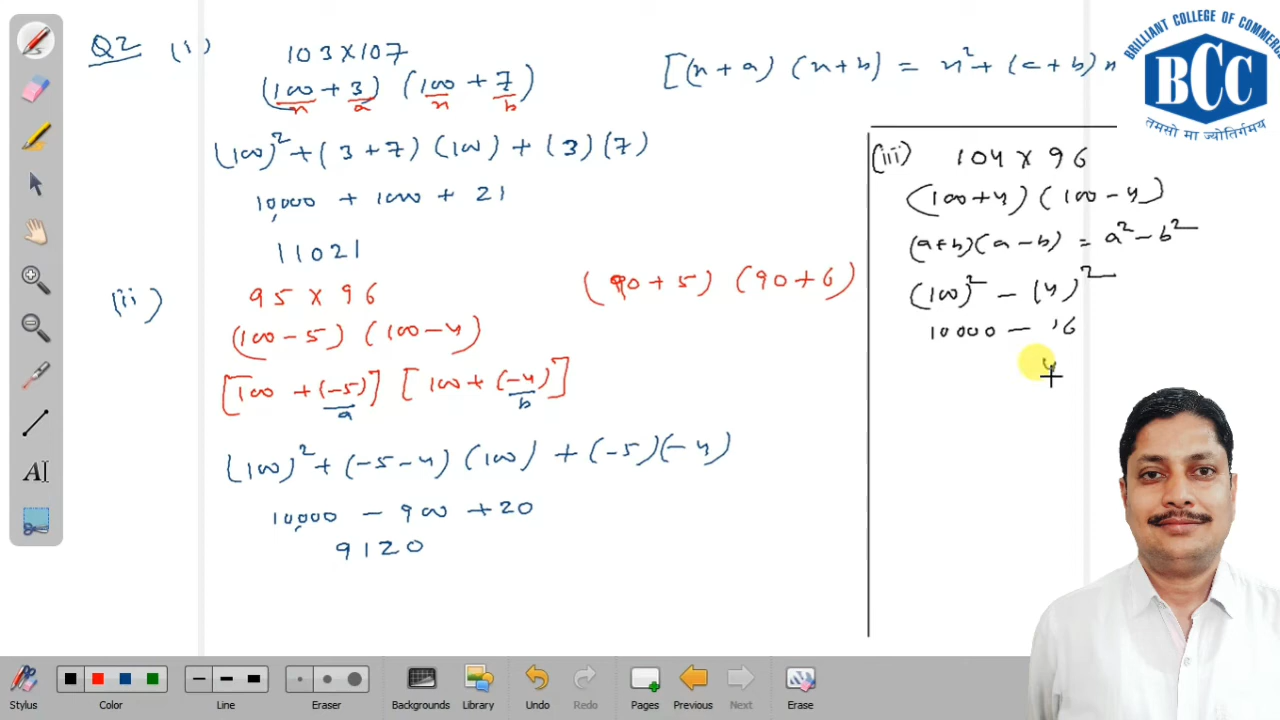 Q2 (i) 103×107
(100 + 3) (100 + 7)
x a x b
(100)² + (3 + 7) (100) + (3) (7)
10,000 + 1000 + 21
11021
(ii) 95 × 96
(90 + 5) (90 + 6)
(100 - 5) (100 - 4)
[100 + (-5)] [100 + (-4)]
a b
(100)² + (-5 - 4) (100) + (-5)(-4)
10,000 - 900 + 20
9120
[(x + a) (x + b) = x² + (a + b) x
(iii) 104 × 96
(100 + 4) (100 - 4)
(a+b)(a - b) = a² - b²
(100)² - (4)²
10000 - 16
BRILLIANT COLLEGE OF COMMERC
BCC
तमसो मा ज्योतिर्गमय
AI
Stylus
Color
Line
Eraser
Backgrounds
Library
Undo
Redo
Pages
Previous
Next
Erase